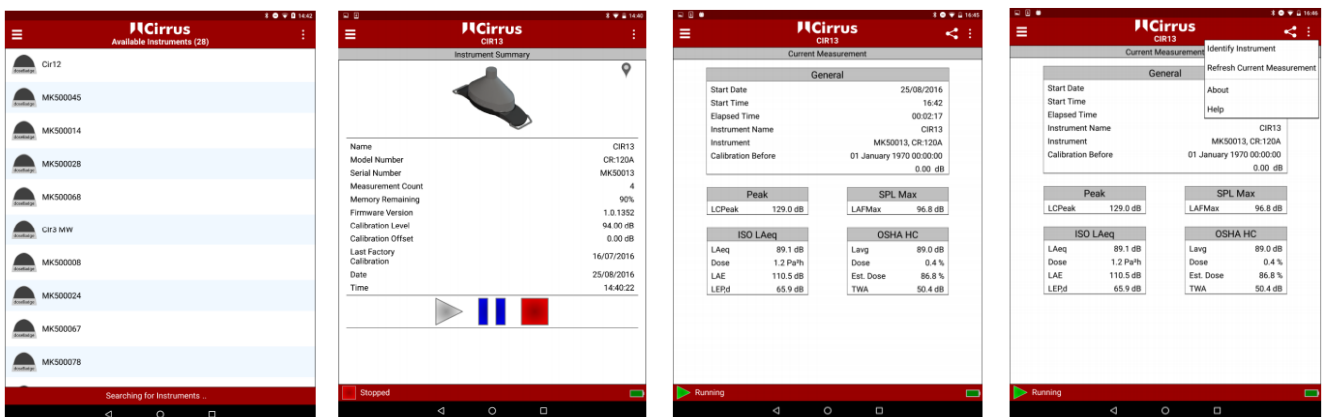 14:42
Cirrus
Available Instruments (28)
Cir12
MK500045
MK500014
MK500028
MK500068
Cir3 MW
MK500008
MK500024
MK500067
MK500078
Searching for Instruments ..
14:40
Cirrus
CIR13
Instrument Summary
Name CIR13
Model Number CR:120A
Serial Number MK50013
Measurement Count 4
Memory Remaining 90%
Firmware Version 1.0.1352
Calibration Level 94.00 dB
Calibration Offset 0.00 dB
Last Factory
Calibration 16/07/2016
Date 25/08/2016
Time 14:40:22
Stopped
16:45
Cirrus
CIR13
Current Measurement
General
Start Date 25/08/2016
Start Time 16:42
Elapsed Time 00:02:17
Instrument Name CIR13
Instrument MK50013, CR:120A
Calibration Before 01 January 1970 00:00:00
0.00 dB
Peak
LCPeak 129.0 dB
SPL Max
LAFMax 96.8 dB
ISO LAeq
LAeq 89.1 dB
Dose 1.2 Pa²h
LAE 110.5 dB
LEP,d 65.9 dB
OSHA HC
Lavg 89.0 dB
Dose 0.4 %
Est. Dose 86.8 %
TWA 50.4 dB
Running
16:46
Cirrus
CIR13
Current Measurement
Identify Instrument
Refresh Current Measurement
About
Help
General
Start Date
Start Time
Elapsed Time
Instrument Name CIR13
Instrument MK50013, CR:120A
Calibration Before 01 January 1970 00:00:00
0.00 dB
Peak
LCPeak 129.0 dB
SPL Max
LAFMax 96.8 dB
ISO LAeq
LAeq 89.1 dB
Dose 1.2 Pa²h
LAE 110.5 dB
LEP,d 65.9 dB
OSHA HC
Lavg 89.0 dB
Dose 0.4 %
Est. Dose 86.8 %
TWA 50.4 dB
Running